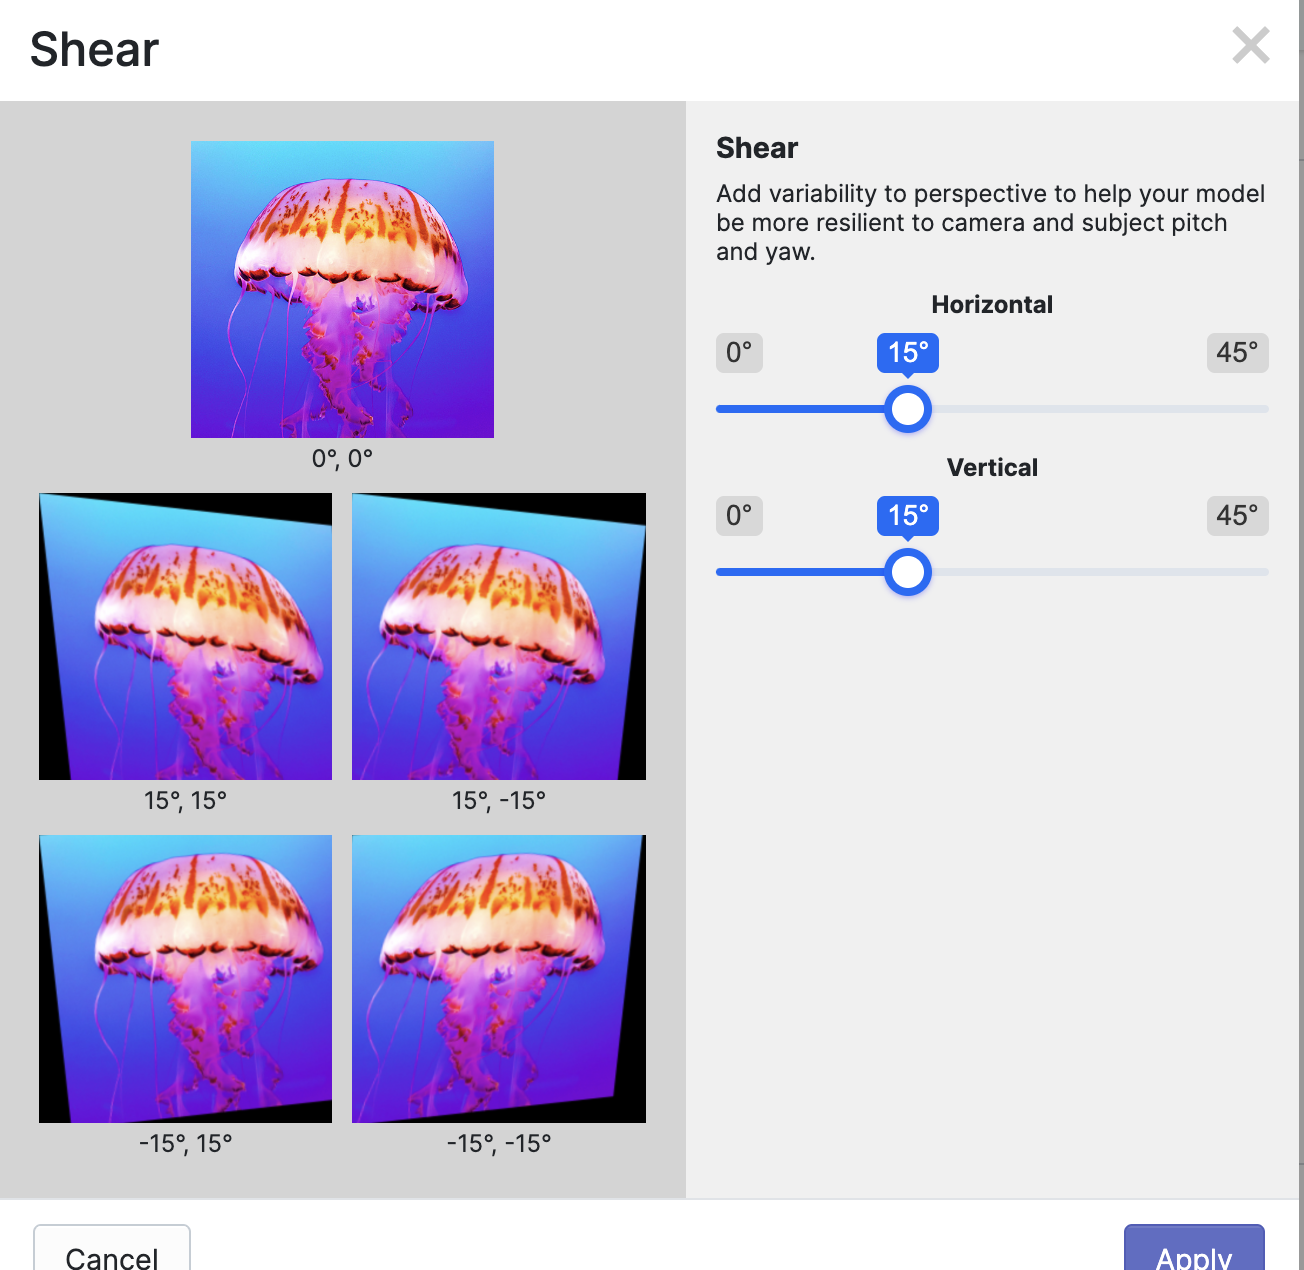 Shear
0°, 0°
15°, 15°
15°, -15°
-15°, 15°
-15°, -15°
Shear
Add variability to perspective to help your model
be more resilient to camera and subject pitch
and yaw.
Horizontal
0°
15°
45°
Vertical
0°
15°
45°
Cancel
Apply